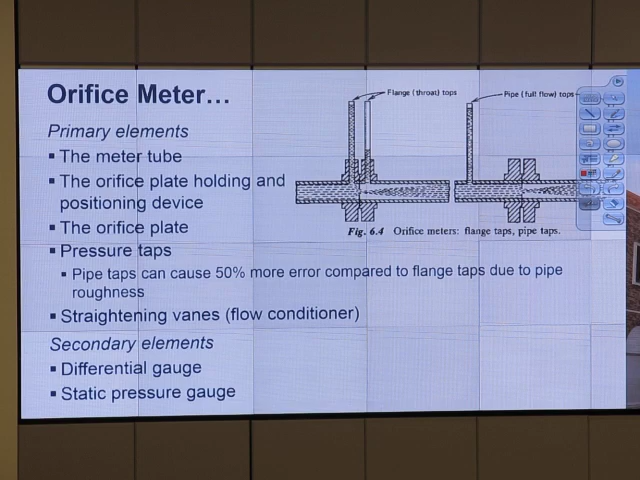 Orifice Meter...
Flange (throat) taps
Pipe (full flow) taps
Primary elements
▪ The meter tube
▪ The orifice plate holding and
positioning device
▪ The orifice plate
Fig. 6.4 Orifice meters: flange taps, pipe taps.
▪ Pressure taps
▪ Pipe taps can cause 50% more error compared to flange taps due to pipe
roughness
▪ Straightening vanes (flow conditioner)
Secondary elements
▪ Differential gauge
▪ Static pressure gauge